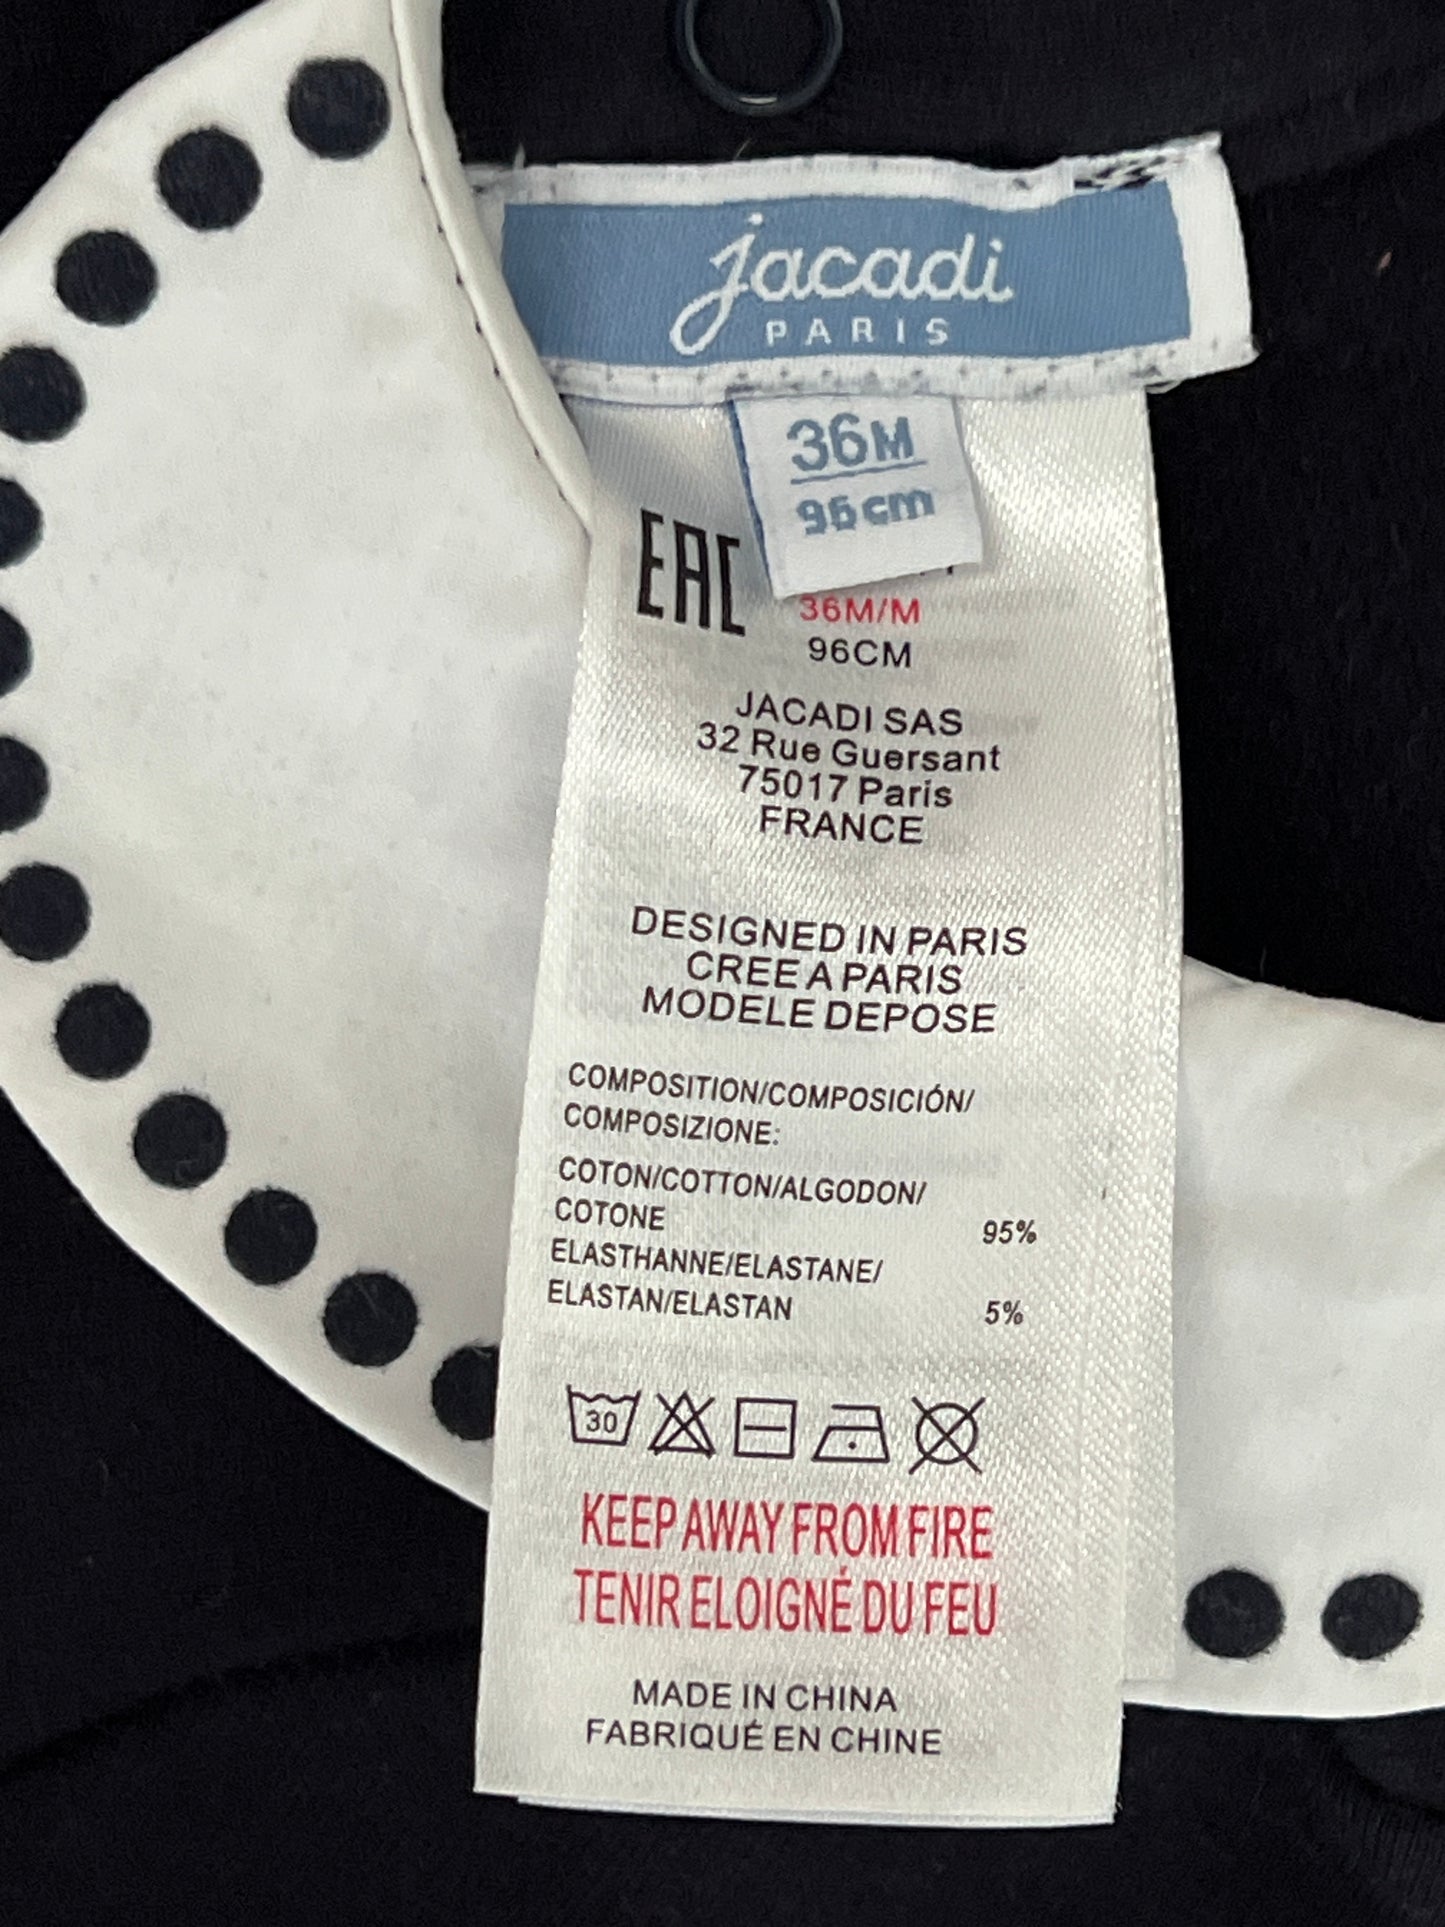 jacadi
PARIS
36M
96cm
EAC
36M/M
96CM
JACADI SAS
32 Rue Guersant
75017 Paris
FRANCE
DESIGNED IN PARIS
CREE A PARIS
MODELE DEPOSE
COMPOSITION/COMPOSICIÓN/
COMPOSIZIONE:
COTON/COTTON/ALGODON/
COTONE 95%
ELASTHANNE/ELASTANE/
ELASTAN/ELASTAN 5%
30
KEEP AWAY FROM FIRE
TENIR ELOIGNÉ DU FEU
MADE IN CHINA
FABRIQUÉ EN CHINE